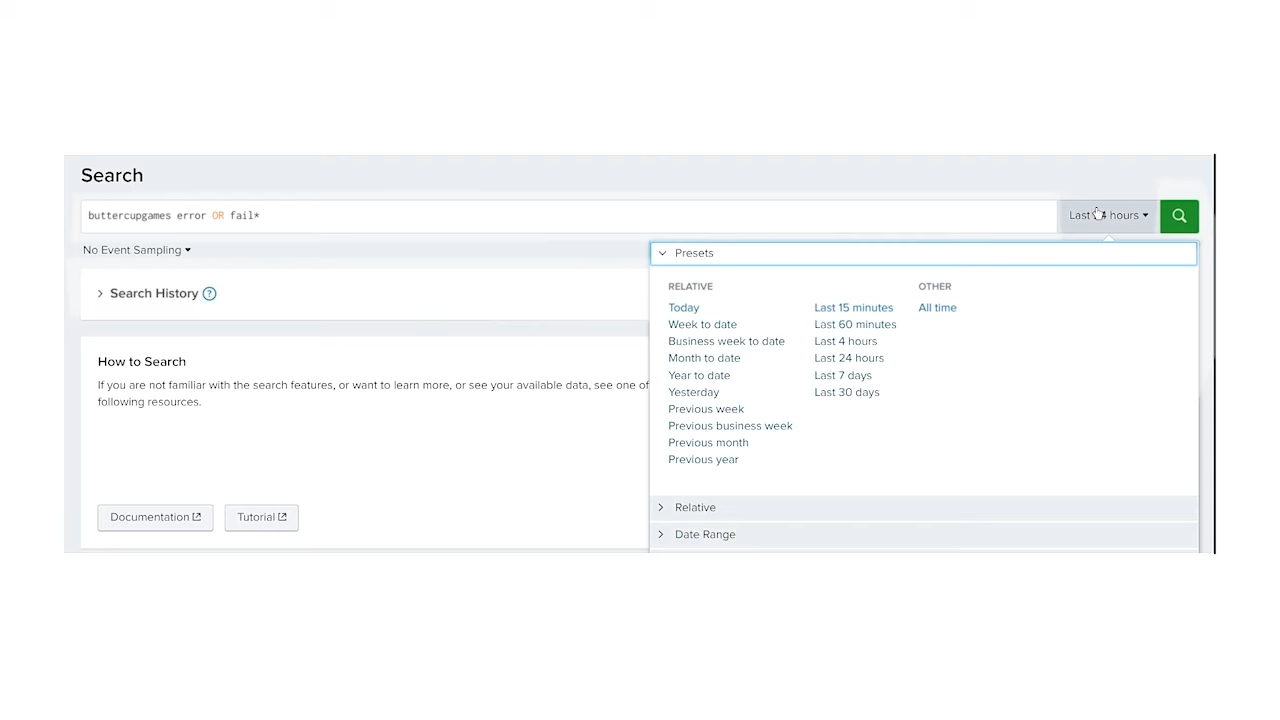 Search
buttercupgames error OR fail*
Last 24 hours
No Event Sampling
Presets
Search History ?
RELATIVE
OTHER
Today
Last 15 minutes
All time
Week to date
Last 60 minutes
Business week to date
Last 4 hours
Month to date
Last 24 hours
Year to date
Last 7 days
Yesterday
Last 30 days
Previous week
Previous business week
Previous month
Previous year
How to Search
If you are not familiar with the search features, or want to learn more, or see your available data, see one of
following resources.
Documentation
Tutorial
Relative
Date Range